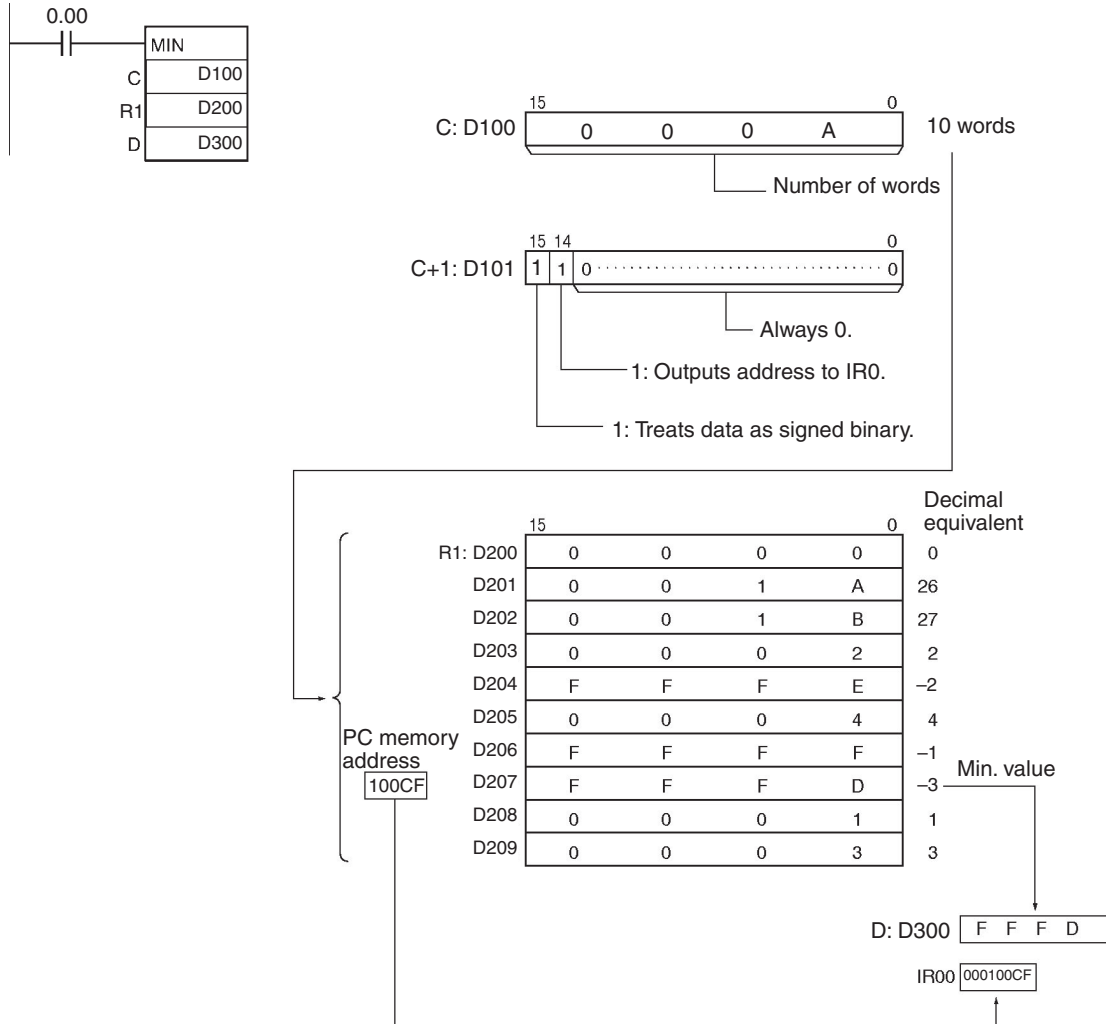 0.00
MIN
C D100
R1 D200
D D300
15 0
C: D100 0 0 0 A 10 words
Number of words
15 14 0
C+1: D101 1 1 0 0
Always 0.
1: Outputs address to IR0.
1: Treats data as signed binary.
Decimal
equivalent
15 0
R1: D200 0 0 0 0 0
D201 0 0 1 A 26
D202 0 0 1 B 27
D203 0 0 0 2 2
D204 F F F E –2
D205 0 0 0 4 4
PC memory
address
D206 F F F F –1
100CF
D207 F F F D –3
Min. value
D208 0 0 0 1 1
D209 0 0 0 3 3
D: D300 F F F D
IR00 000100CF